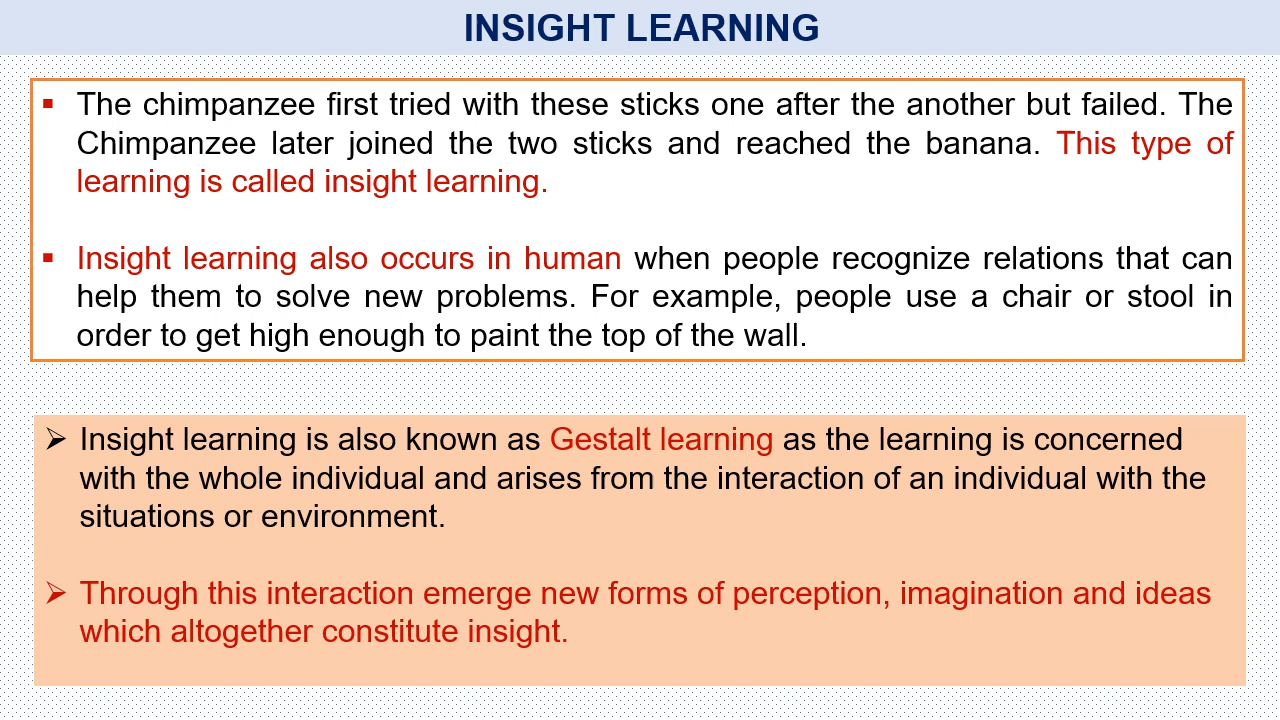 INSIGHT LEARNING
▪ The chimpanzee first tried with these sticks one after the another but failed. The
Chimpanzee later joined the two sticks and reached the banana. This type of
learning is called insight learning.
▪ Insight learning also occurs in human when people recognize relations that can
help them to solve new problems. For example, people use a chair or stool in
order to get high enough to paint the top of the wall.
➢ Insight learning is also known as Gestalt learning as the learning is concerned
with the whole individual and arises from the interaction of an individual with the
situations or environment.
➢ Through this interaction emerge new forms of perception, imagination and ideas
which altogether constitute insight.